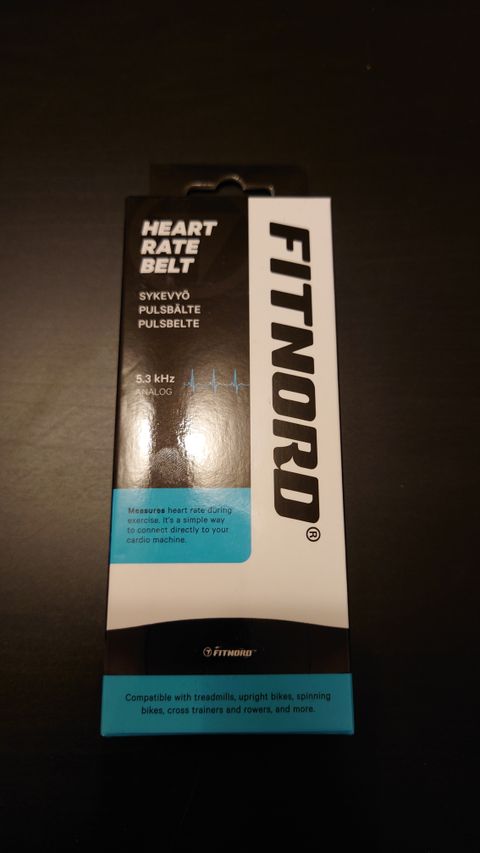 HEART
RATE
BELT
SYKEVYÖ
PULSBÄLTE
PULSBELTE
5.3 kHz
ANALOG
Measures heart rate during
exercise. It's a simple way
to connect directly to your
cardio machine.
FITNORD®
FITNORD™
Compatible with treadmills, upright bikes, spinning
bikes, cross trainers and rowers, and more.